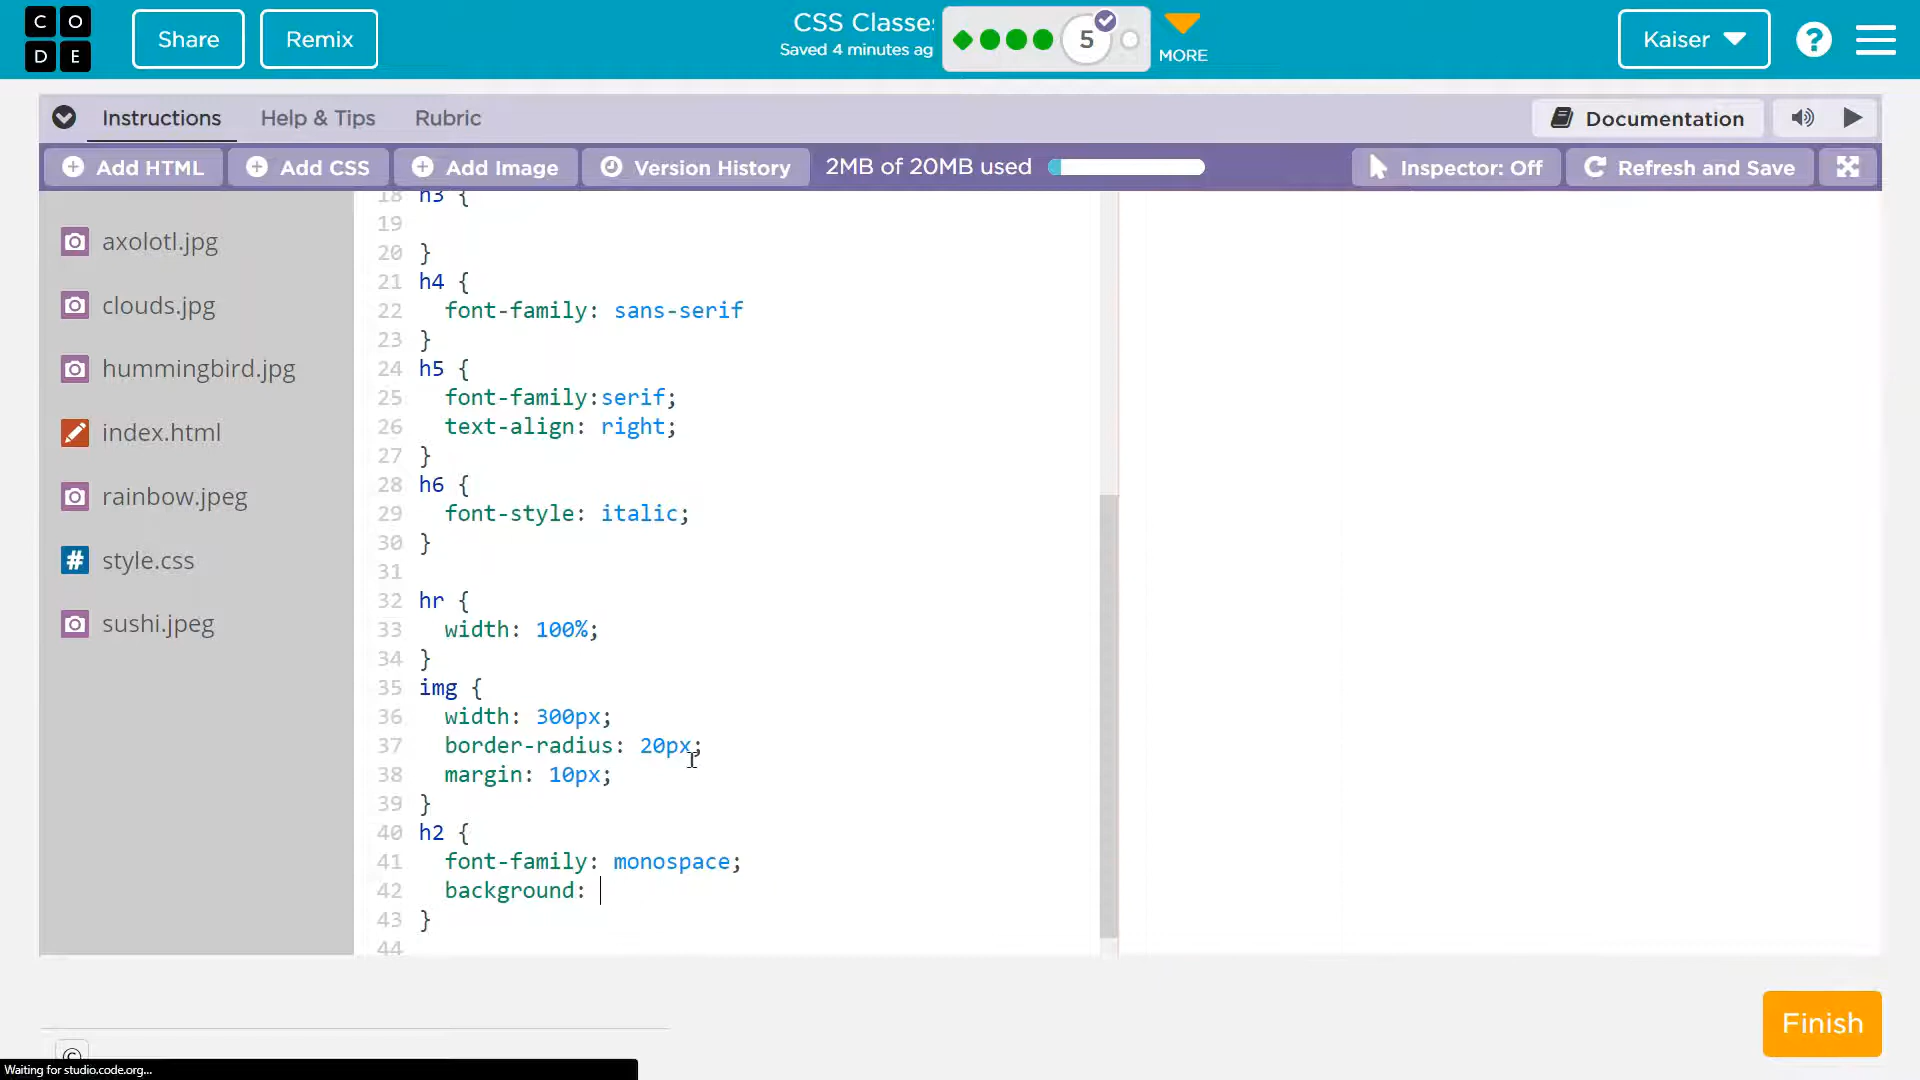 CODE
Share
Remix
CSS Classes
Saved 4 minutes ag
5
MORE
Kaiser
?
Instructions
Help & Tips
Rubric
Documentation
Add HTML
Add CSS
Add Image
Version History
2MB of 20MB used
Inspector: Off
Refresh and Save
axolotl.jpg
clouds.jpg
hummingbird.jpg
index.html
rainbow.jpeg
# style.css
sushi.jpeg
18 h3 {
19
20 }
21 h4 {
22 font-family: sans-serif
23 }
24 h5 {
25 font-family:serif;
26 text-align: right;
27 }
28 h6 {
29 font-style: italic;
30 }
31
32 hr {
33 width: 100%;
34 }
35 img {
36 width: 300px;
37 border-radius: 20px;
38 margin: 10px;
39 }
40 h2 {
41 font-family: monospace;
42 background:
43 }
44
Finish
©
Waiting for studio.code.org...